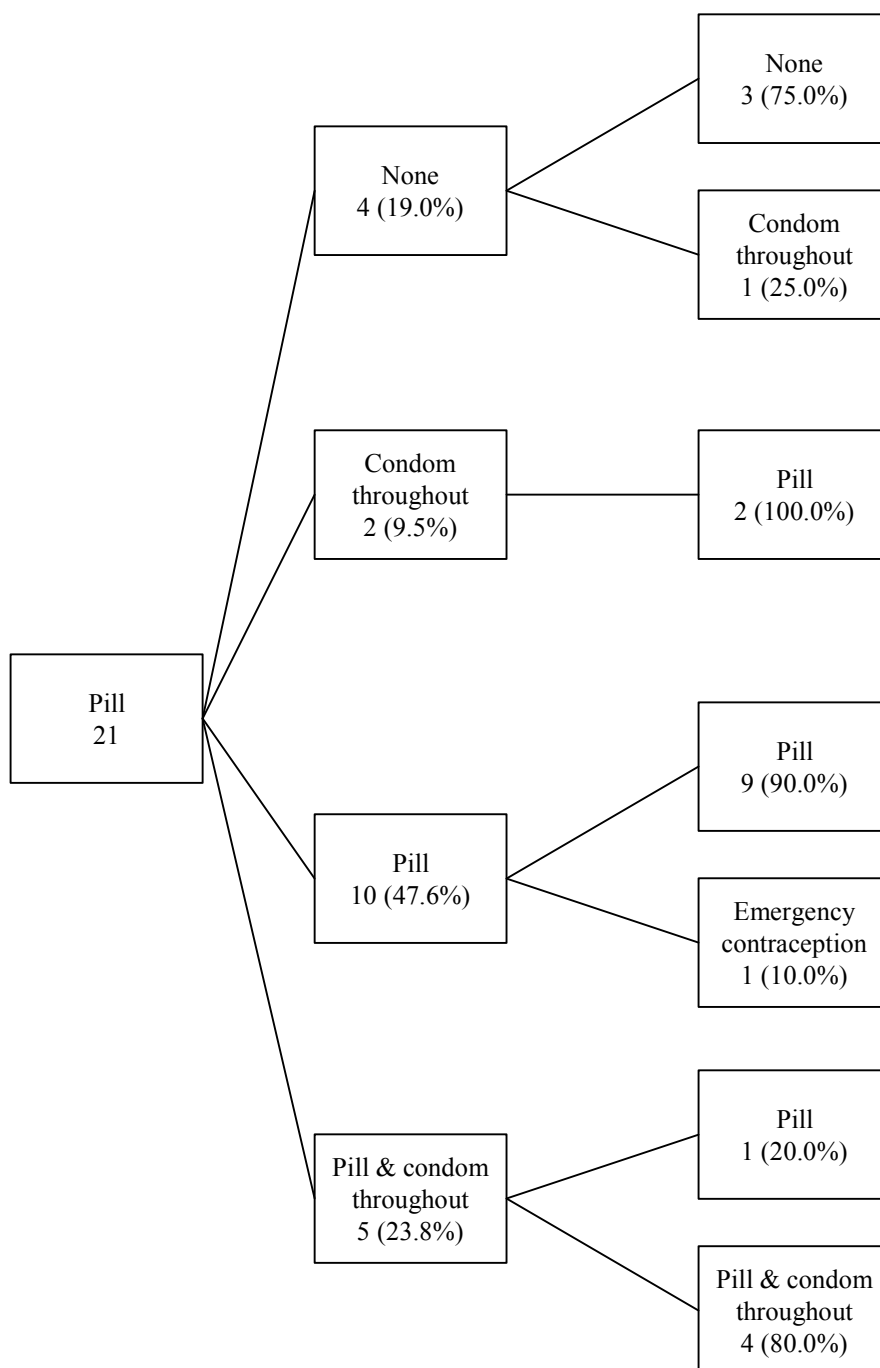 None
3 (75.0%)
None
4 (19.0%)
Condom
throughout
1 (25.0%)
Condom
throughout
2 (9.5%)
Pill
2 (100.0%)
Pill
21
Pill
9 (90.0%)
Pill
10 (47.6%)
Emergency
contraception
1 (10.0%)
Pill
1 (20.0%)
Pill & condom
throughout
5 (23.8%)
Pill & condom
throughout
4 (80.0%)